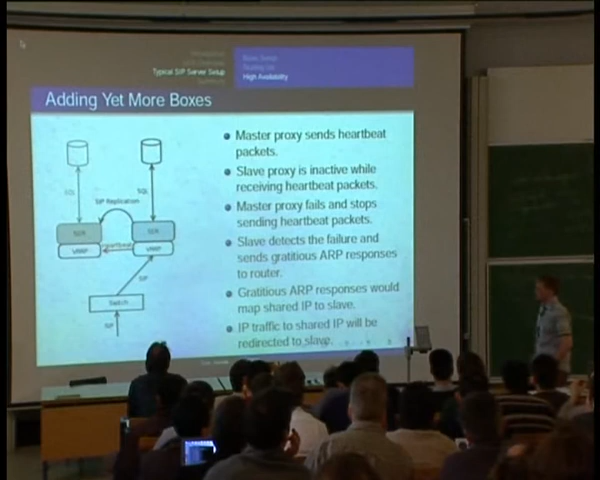 Typical SIP Server Setup
High Availability
Adding Yet More Boxes
Master proxy sends heartbeat
packets.
Slave proxy is inactive while
receiving heartbeat packets.
Master proxy fails and stops
sending heartbeat packets.
Slave detects the failure and
sends gratitious ARP responses
to router.
Gratitious ARP responses would
map shared IP to slave.
IP traffic to shared IP will be
redirected to slave.
SQL
SQL
SIP Replication
SER
SER
VRRP
Heartbeat
VRRP
SIP
Switch
SIP